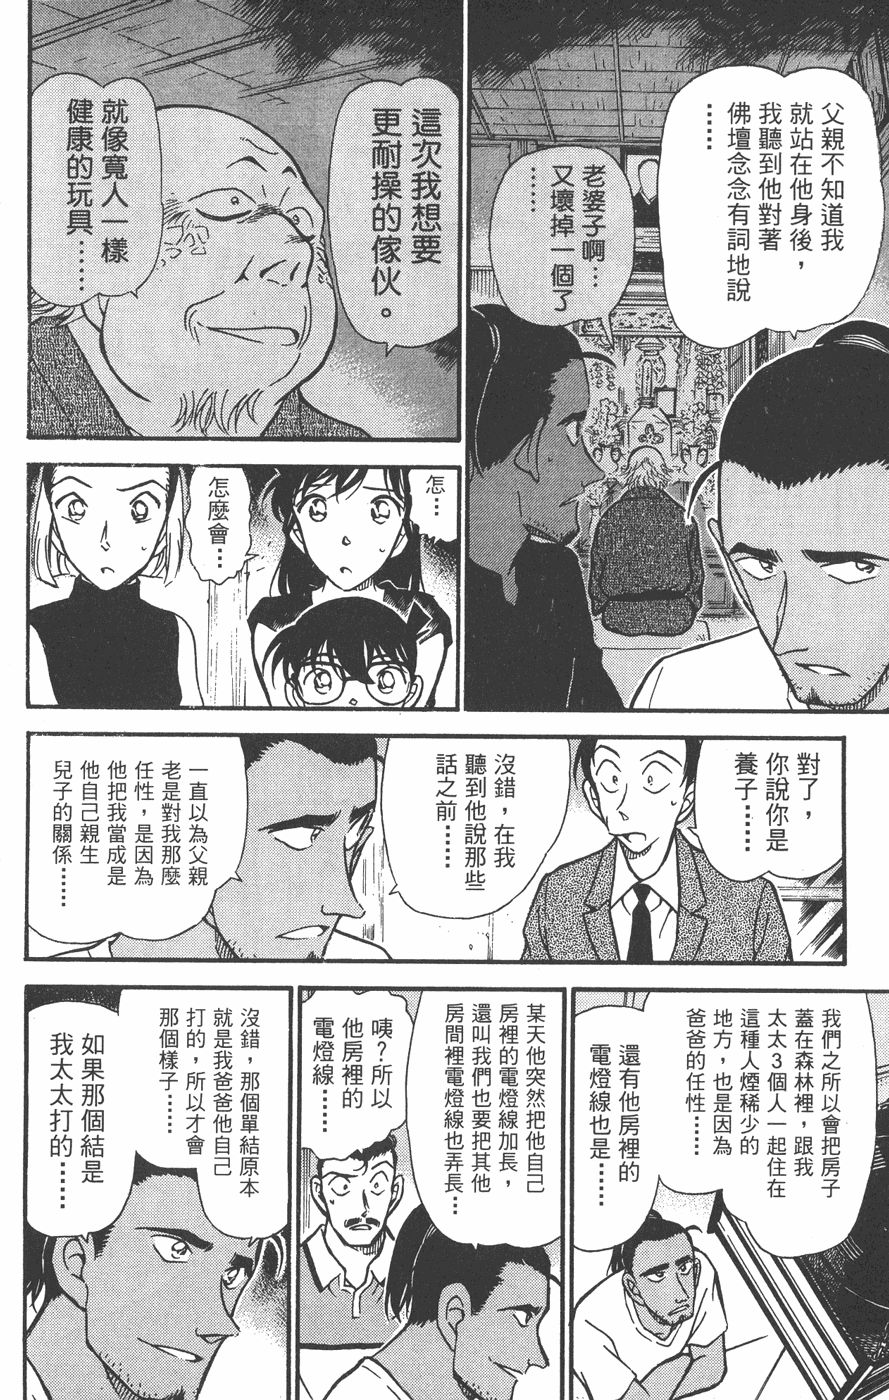 父親不知道我
就站在他身後，
我聽到他對著
佛壇念念有詞地說
……
老婆子啊…
又壞掉一個了
……
這次我想要
更耐操的傢伙。
就像寬人一樣
健康的玩具……
怎…
怎麼會…
對了，
你說你是
養子……
沒錯，在我
聽到他說那些
話之前……
一直以為父親
老是對我那麼
任性，是因為
他把我當成是
他自己親生
兒子的關係……
我們之所以會把房子
蓋在森林裡，跟我
太太3個人一起住在
這種人煙稀少的
地方，也是因為
爸爸的任性……
還有他房裡的
電燈線也是……
某天他突然把他自己
房裡的電燈線加長，
還叫我們也要把其他
房間裡電燈線也弄長…
咦？所以
他房裡的
電燈線…
沒錯，那個單結原本
就是我爸爸他自己
打的，所以才會
那個樣子……
如果那個結是
我太太打的……